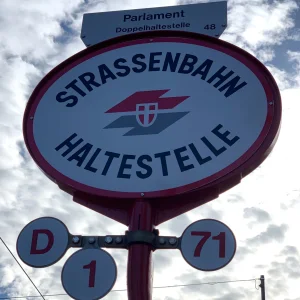 Parlament
Doppelhaltestelle 48
STRASSENBAHN
HALTESTELLE
D
1
71